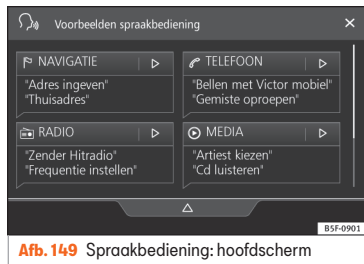 Voorbeelden spraakbediening
NAVIGATIE
"Adres ingeven"
"Thuisadres"
TELEFOON
"Bellen met Victor mobiel"
"Gemiste oproepen"
RADIO
"Zender Hitradio"
"Frequentie instellen"
MEDIA
"Artiest kiezen"
"Cd luisteren"
B5F-0901
Afb. 149 Spraakbediening: hoofdscherm